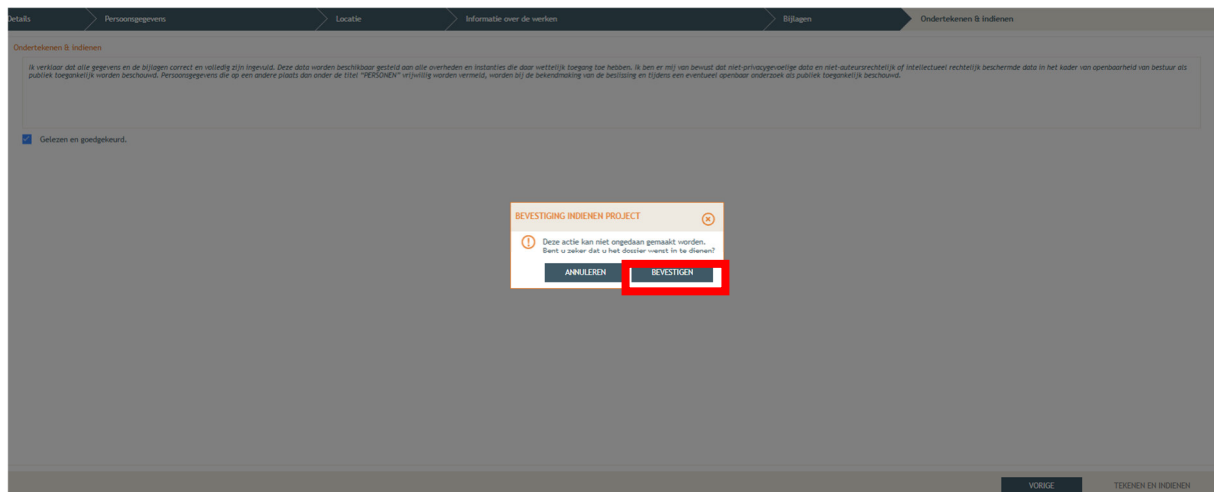 Details
Persoonsgegevens
Locatie
Informatie over de werken
Bijlagen
Ondertekenen & indienen
Ondertekenen & indienen
Ik verklaar dat alle gegevens en de bijlagen correct en volledig zijn ingevuld. Deze data worden beschikbaar gesteld aan alle overheden en instanties die daar wettelijk toegang toe hebben. Ik ben er mij van bewust dat niet-privacygevoelige data en niet-auteursrechtelijk of intellectueel rechtelijk beschermde data in het kader van openbaarheid van bestuur als
publiek toegankelijk worden beschouwd. Persoonsgegevens die op een andere plaats dan onder de titel "PERSONEN" vrijwillig worden vermeld, worden bij de bekendmaking van de beslissing en tijdens een eventueel openbaar onderzoek als publiek toegankelijk beschouwd.
Gelezen en goedgekeurd.
BEVESTIGING INDIENEN PROJECT
Deze actie kan niet ongedaan gemaakt worden.
Bent u zeker dat u het dossier wenst in te dienen?
ANNULEREN
BEVESTIGEN
VORIGE
TEKENEN EN INDIENEN